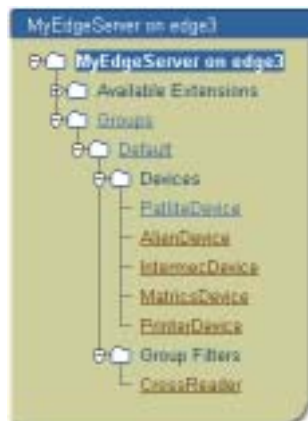 MyEdgeServer on edge3
MyEdgeServer on edge3
Available Extensions
Groups
Default
Devices
PatliteDevice
AlienDevice
IntermecDevice
MatricsDevice
PrinterDevice
Group Filters
CrossReader